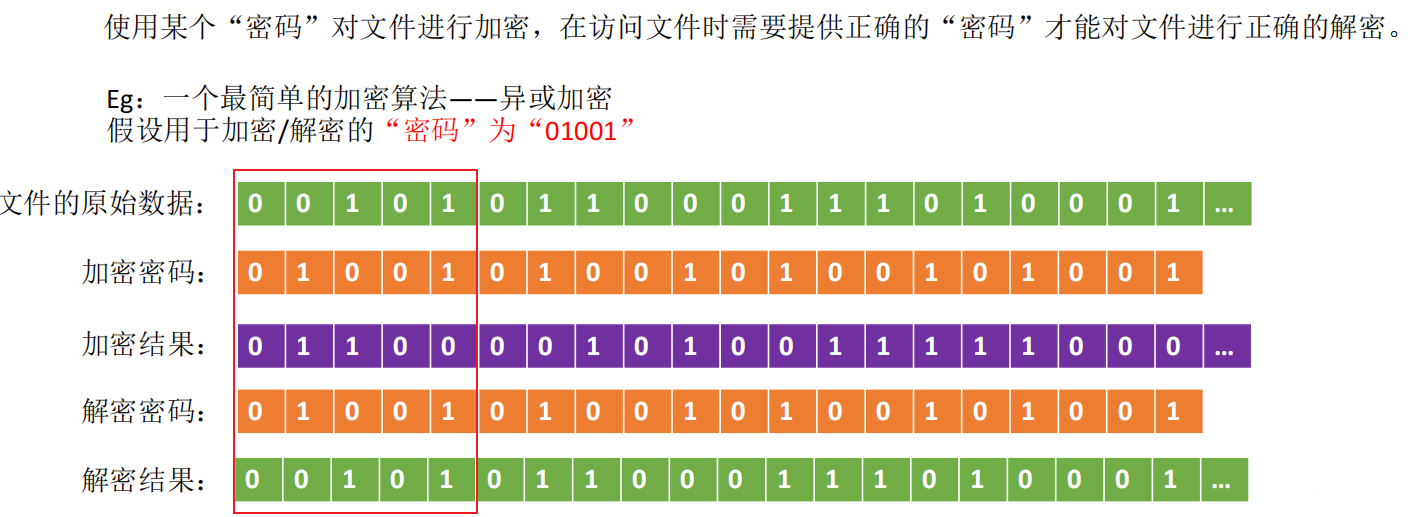 使用某个“密码”对文件进行加密，在访问文件时需要提供正确的“密码”才能对文件进行正确的解密。
Eg：一个最简单的加密算法——异或加密
假设用于加密/解密的“密码”为“01001”
文件的原始数据： 0 0 1 0 1 0 1 1 0 0 0 1 1 1 0 1 0 0 0 1 …
加密密码： 0 1 0 0 1 0 1 0 0 1 0 1 0 0 1 0 1 0 0 1
加密结果： 0 1 1 0 0 0 0 1 0 1 0 0 1 1 1 1 1 0 0 0 …
解密密码： 0 1 0 0 1 0 1 0 0 1 0 1 0 0 1 0 1 0 0 1
解密结果： 0 0 1 0 1 0 1 1 0 0 0 1 1 1 0 1 0 0 0 1 …